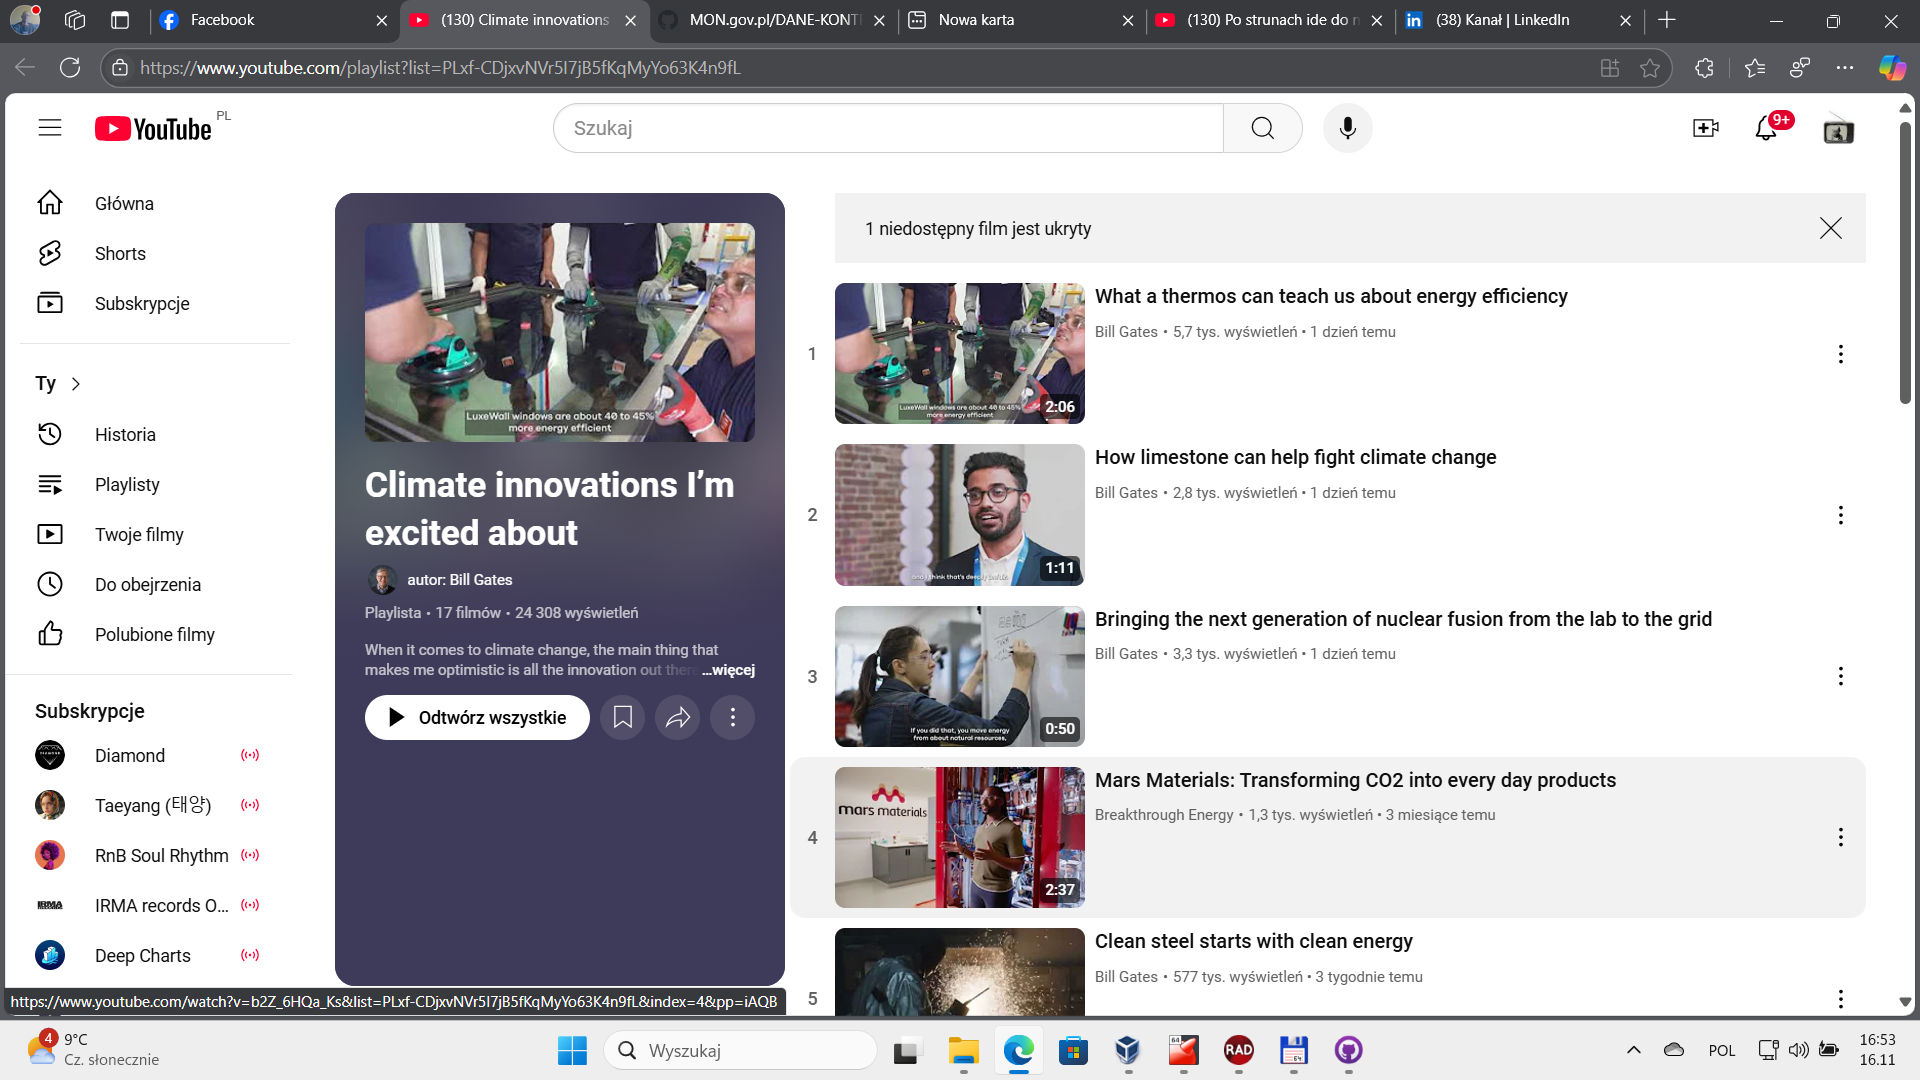 Facebook
(130) Climate innovations
MON.gov.pl/DANE-KONT
Nowa karta
(130) Po strunach ide do n
(38) Kanał | LinkedIn
https://www.youtube.com/playlist?list=PLxf-CDjxvNVr5I7jB5fKqMyYo63K4n9fL
YouTube PL
Szukaj
9+
Główna
Shorts
Subskrypcje
Ty
Historia
Playlisty
Twoje filmy
Do obejrzenia
Polubione filmy
Subskrypcje
Diamond
Taeyang (태양)
RnB Soul Rhythm
IRMA records O...
Deep Charts
LuxeWall windows are about 40 to 45%
more energy efficient
Climate innovations I’m
excited about
autor: Bill Gates
Playlista • 17 filmów • 24 308 wyświetleń
When it comes to climate change, the main thing that
makes me optimistic is all the innovation out there ...więcej
Odtwórz wszystkie
1 niedostępny film jest ukryty
1
LuxeWall windows are about 40 to 45%
more energy efficient
2:06
What a thermos can teach us about energy efficiency
Bill Gates • 5,7 tys. wyświetleń • 1 dzień temu
2
1:11
How limestone can help fight climate change
Bill Gates • 2,8 tys. wyświetleń • 1 dzień temu
3
If you did that, you move energy
from about natural resources,
0:50
Bringing the next generation of nuclear fusion from the lab to the grid
Bill Gates • 3,3 tys. wyświetleń • 1 dzień temu
4
mars materials
2:37
Mars Materials: Transforming CO2 into every day products
Breakthrough Energy • 1,3 tys. wyświetleń • 3 miesiące temu
5
Clean steel starts with clean energy
Bill Gates • 577 tys. wyświetleń • 3 tygodnie temu
https://www.youtube.com/watch?v=b2Z_6HQa_Ks&list=PLxf-CDjxvNVr5I7jB5fKqMyYo63K4n9fL&index=4&pp=iAQB
4
9°C
Cz. słonecznie
Wyszukaj
64
RAD
64
POL
16:53
16.11